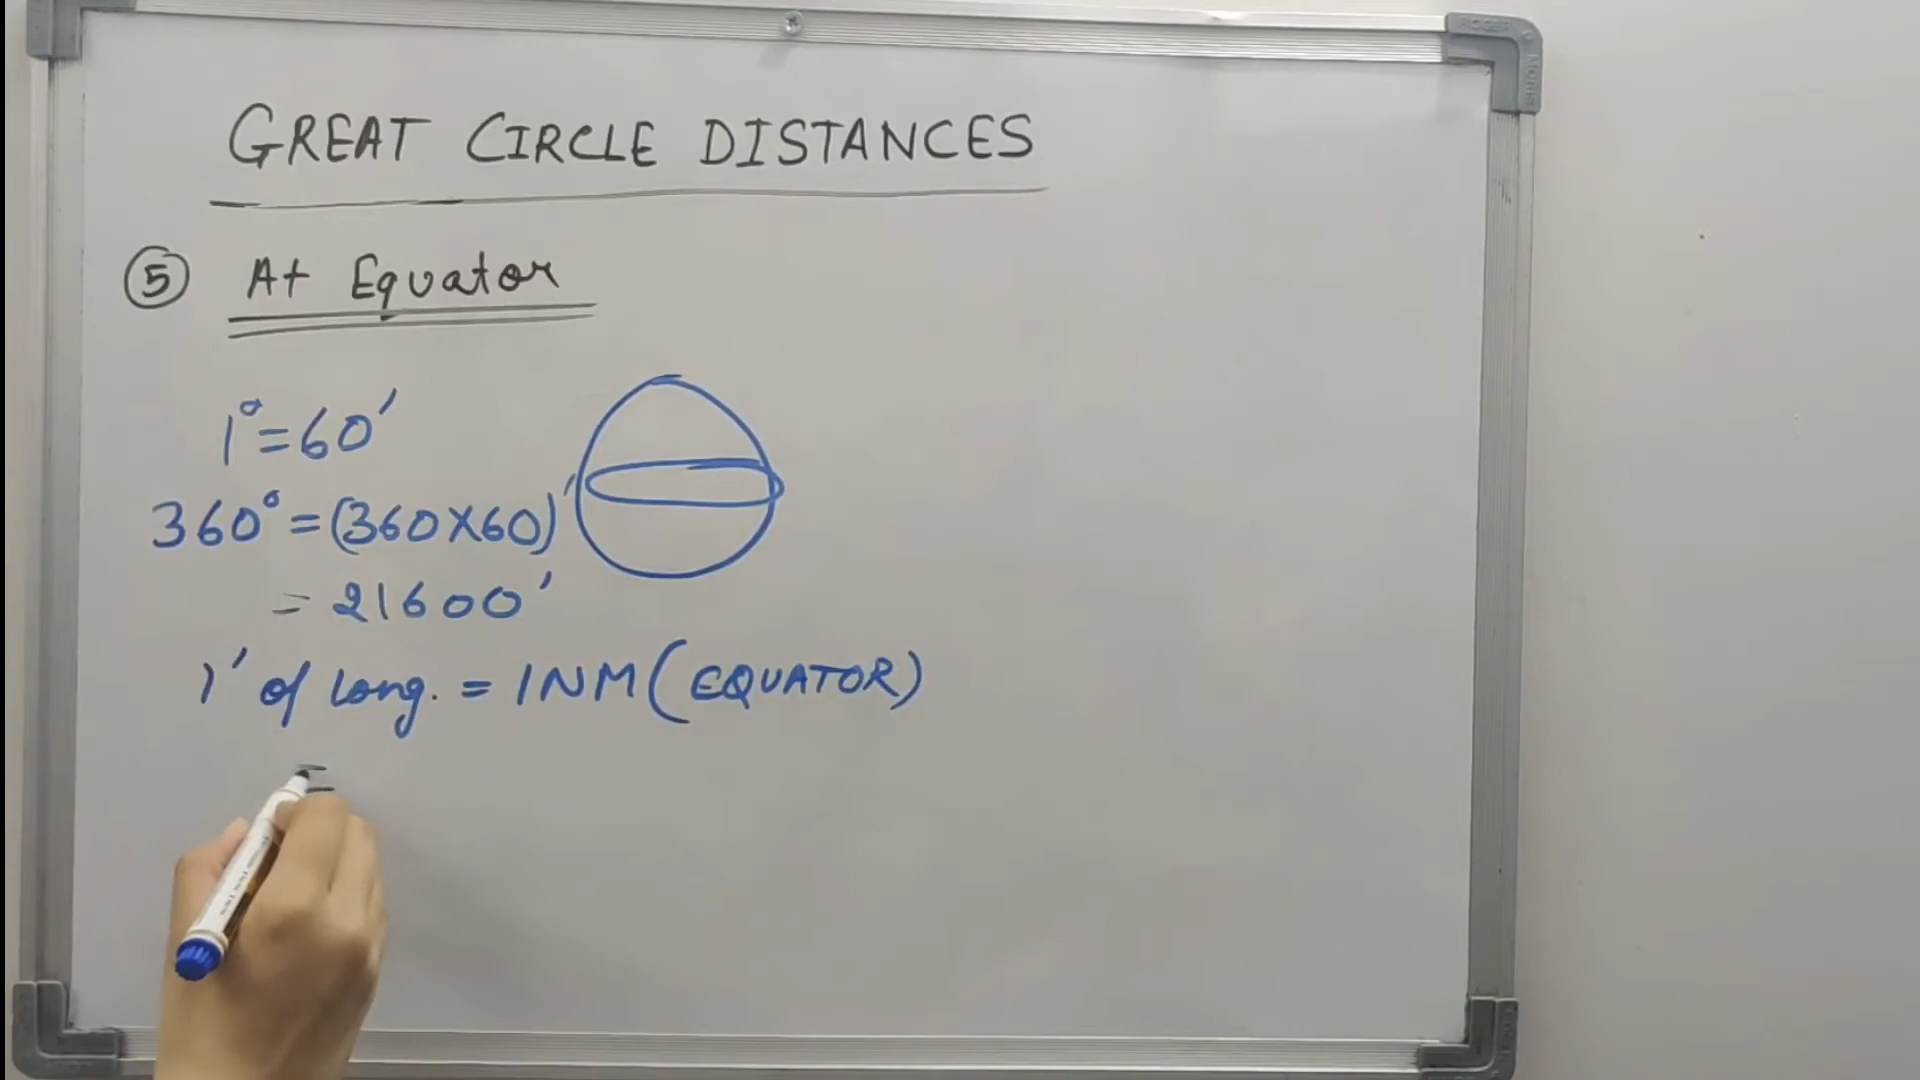 GREAT CIRCLE DISTANCES
5 At Equator
1°=60'
360°=(360X60)'
= 21600'
1' of long. = 1NM (EQUATOR)
=